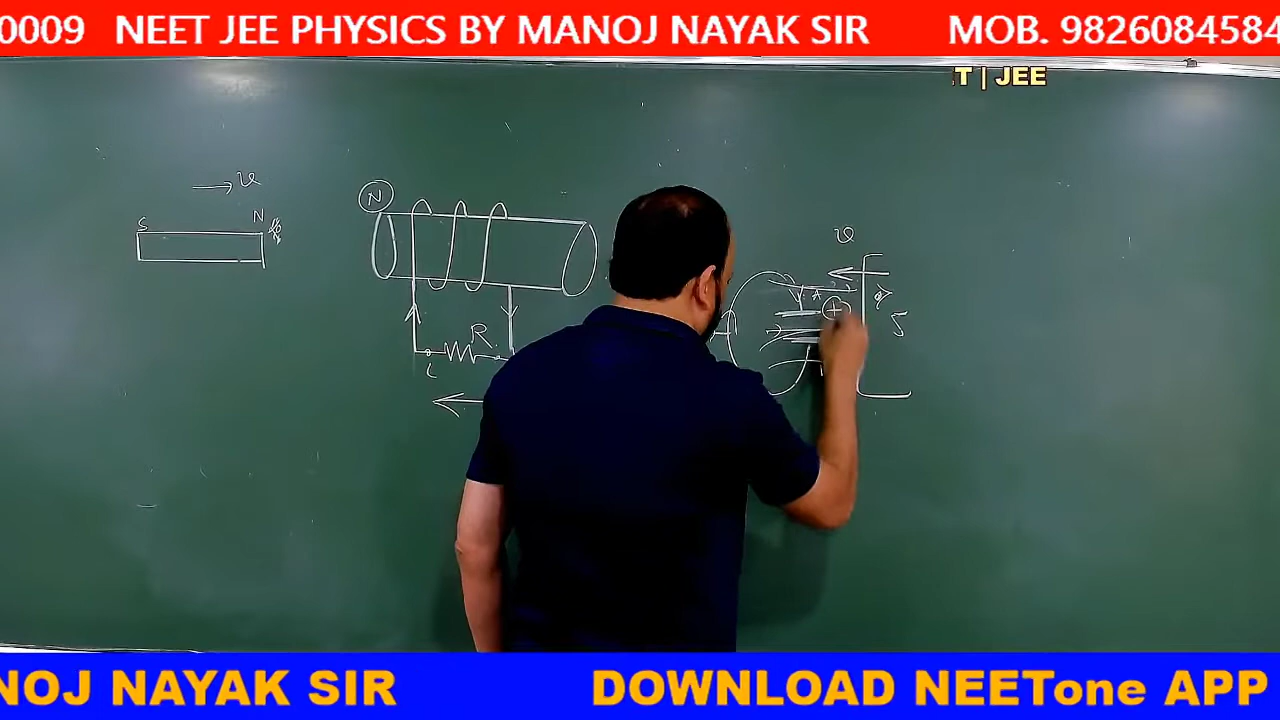 0009 NEET JEE PHYSICS BY MANOJ NAYAK SIR MOB. 9826084584
T | JEE
v
S N
N
R
i
v
A
+
S
NOJ NAYAK SIR DOWNLOAD NEETone APP